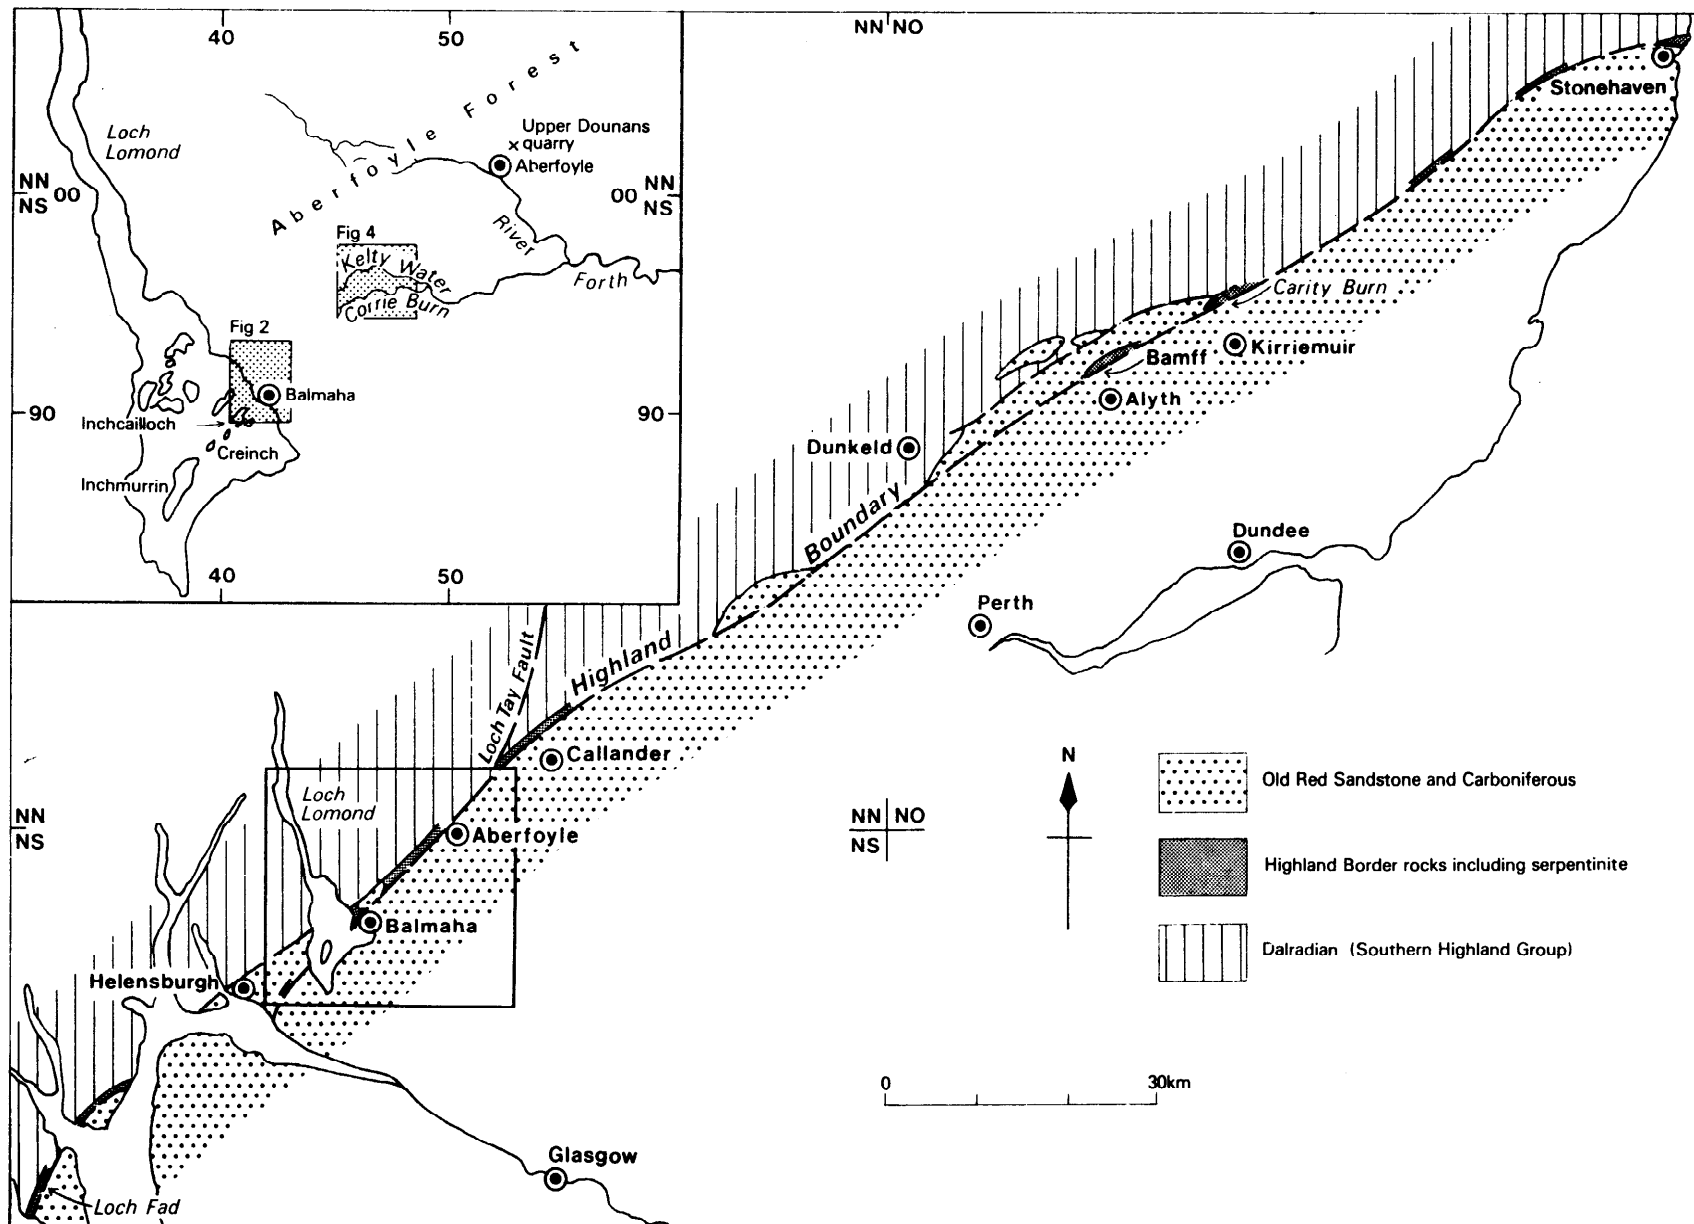 40
50
Aberfoyle Forest
Loch
Lomond
Upper Dounans
quarry
Aberfoyle
NN
NS
00
00
NN
NS
River
Forth
Fig 4
Kelty Water
Corrie Burn
Fig 2
Balmaha
90
90
Inchcailloch
Creinch
Inchmurrin
40
50
NN
NO
Stonehaven
Carity Burn
Kirriemuir
Bamff
Alyth
Dunkeld
Highland Boundary
Dundee
Perth
Loch Tay Fault
Callander
Loch
Lomond
NN
NS
Aberfoyle
Balmaha
Helensburgh
Glasgow
Loch Fad
NN
NO
NS
N
Old Red Sandstone and Carboniferous
Highland Border rocks including serpentinite
Dalradian (Southern Highland Group)
0
30km